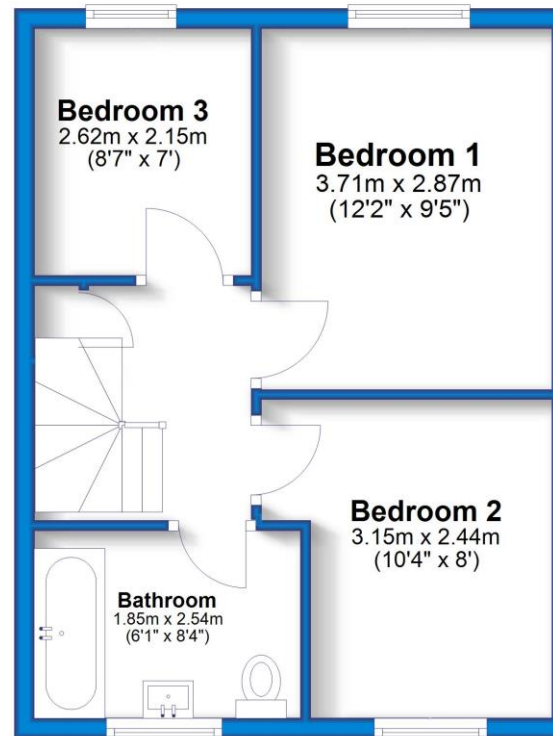 Bedroom 3
2.62m x 2.15m
(8'7" x 7')
Bedroom 1
3.71m x 2.87m
(12'2" x 9'5")
Bedroom 2
3.15m x 2.44m
(10'4" x 8')
Bathroom
1.85m x 2.54m
(6'1" x 8'4")